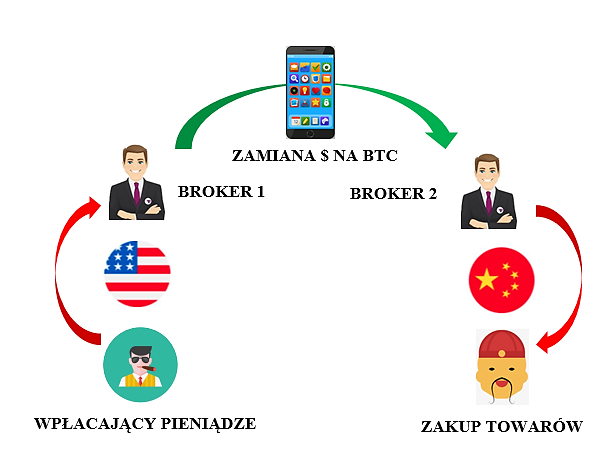 ZAMIANA $ NA BTC
BROKER 1
BROKER 2
WPŁACAJĄCY PIENIĄDZE
ZAKUP TOWARÓW